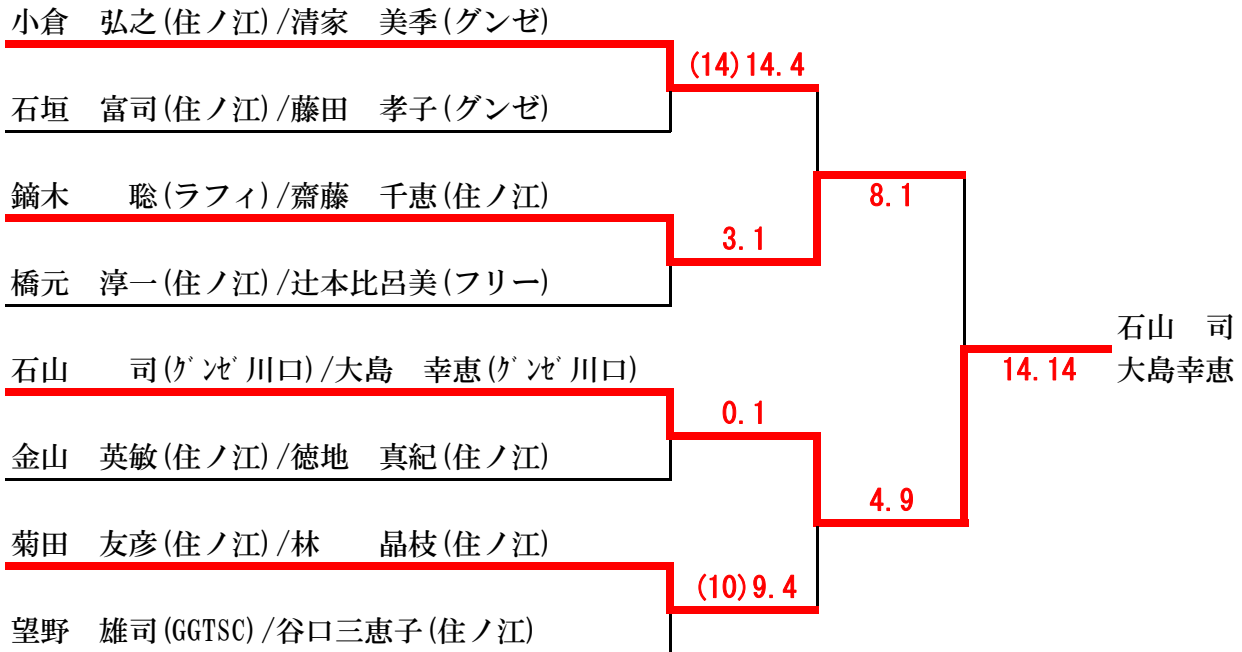 小倉　弘之(住ノ江)/清家　美季(グンゼ)
(14)14.4
石垣　富司(住ノ江)/藤田　孝子(グンゼ)
鏑木　　聡(ラフィ)/齋藤　千恵(住ノ江)
8.1
3.1
橋元　淳一(住ノ江)/辻本比呂美(フリー)
石山　司
石山　　司(ｸﾞﾝｾﾞ川口)/大島　幸恵(ｸﾞﾝｾﾞ川口)
14.14
大島幸恵
0.1
金山　英敏(住ノ江)/徳地　真紀(住ノ江)
4.9
菊田　友彦(住ノ江)/林　　晶枝(住ノ江)
(10)9.4
望野　雄司(GGTSC)/谷口三恵子(住ノ江)